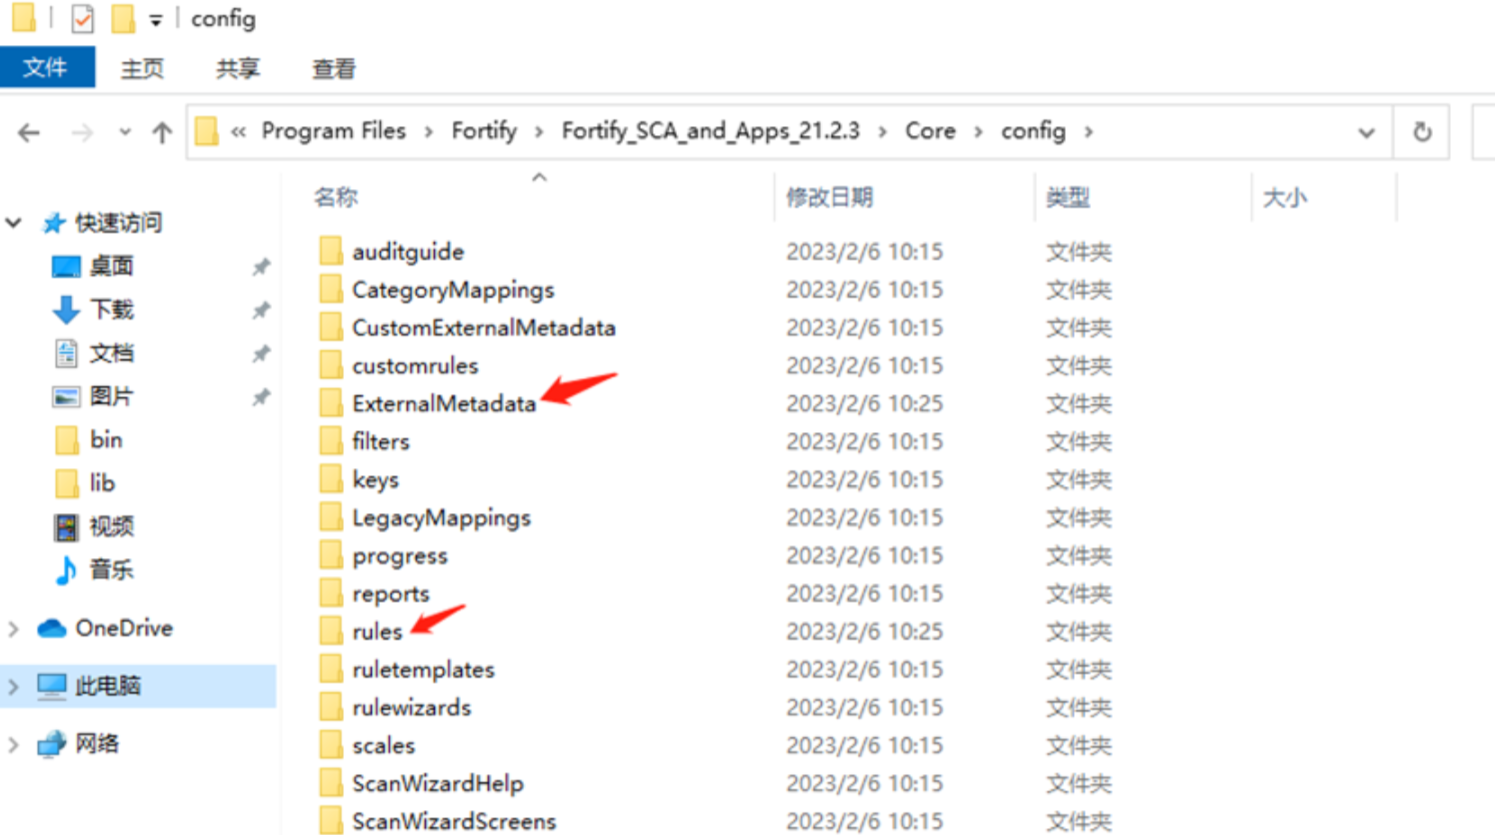 config
文件 主页 共享 查看
« Program Files › Fortify › Fortify_SCA_and_Apps_21.2.3 › Core › config ›
名称 修改日期 类型 大小
快速访问
桌面
下载
文档
图片
bin
lib
视频
音乐
OneDrive
此电脑
网络
auditguide 2023/2/6 10:15 文件夹
CategoryMappings 2023/2/6 10:15 文件夹
CustomExternalMetadata 2023/2/6 10:15 文件夹
customrules 2023/2/6 10:15 文件夹
ExternalMetadata 2023/2/6 10:25 文件夹
filters 2023/2/6 10:15 文件夹
keys 2023/2/6 10:15 文件夹
LegacyMappings 2023/2/6 10:15 文件夹
progress 2023/2/6 10:15 文件夹
reports 2023/2/6 10:15 文件夹
rules 2023/2/6 10:25 文件夹
ruletemplates 2023/2/6 10:15 文件夹
rulewizards 2023/2/6 10:15 文件夹
scales 2023/2/6 10:15 文件夹
ScanWizardHelp 2023/2/6 10:15 文件夹
ScanWizardScreens 2023/2/6 10:15 文件夹